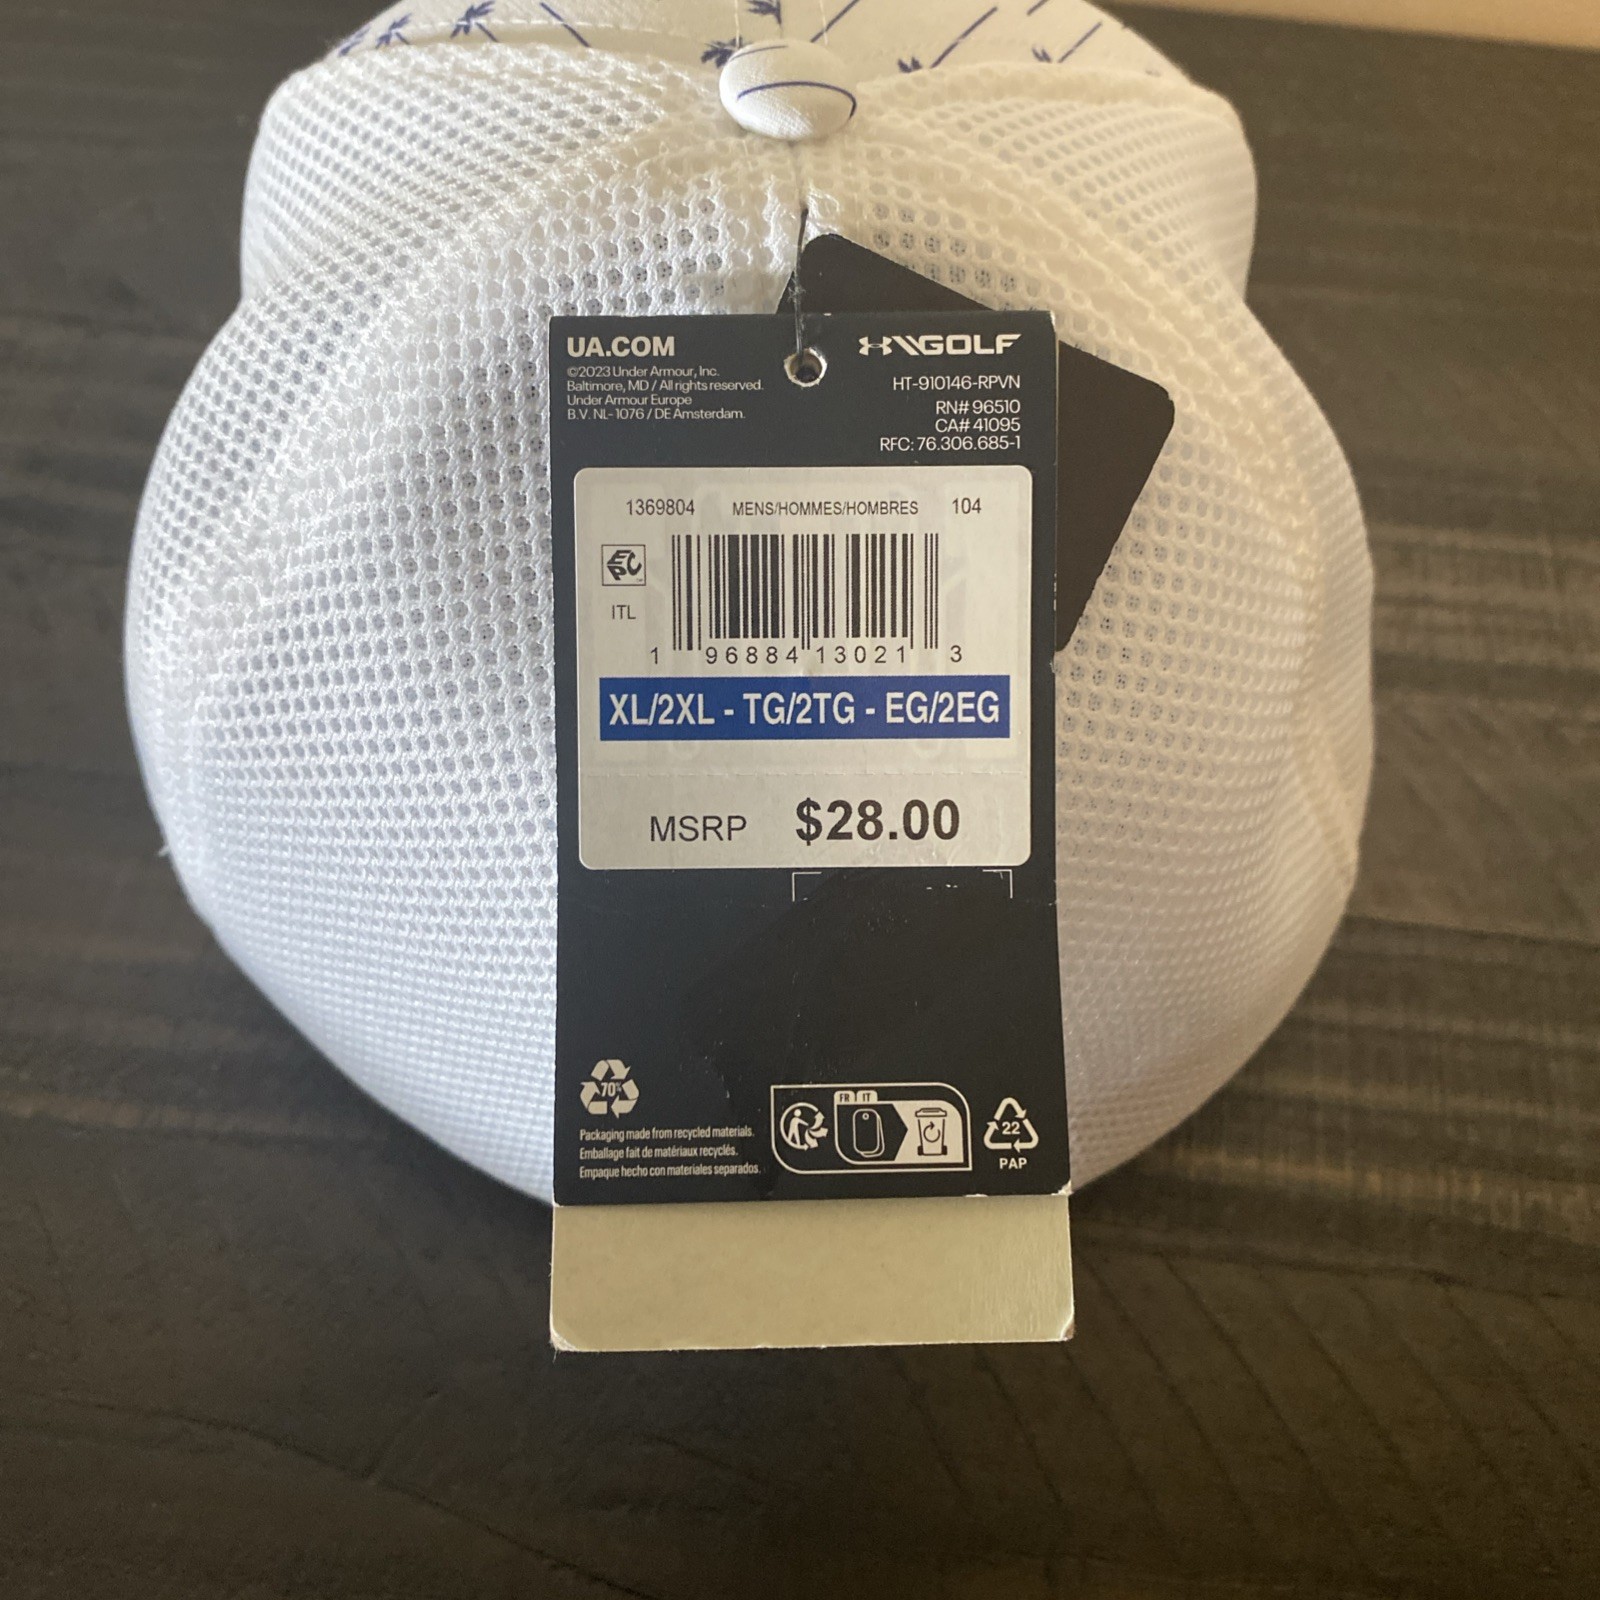 UA.COM
©2023 Under Armour, Inc.
Baltimore, MD / All rights reserved.
Under Armour Europe
B.V. NL- 1076 / DE Amsterdam.
GOLF
HT-910146-RPVN
RN# 96510
CA# 41095
RFC: 76.306.685-1
1369804 MENS/HOMMES/HOMBRES 104
EPC
ITL
1 96884 13021 3
XL/2XL - TG/2TG - EG/2EG
MSRP $28.00
70%
Packaging made from recycled materials.
Emballage fait de matériaux recyclés.
Empaque hecho con materiales separados.
FR IT
22
PAP